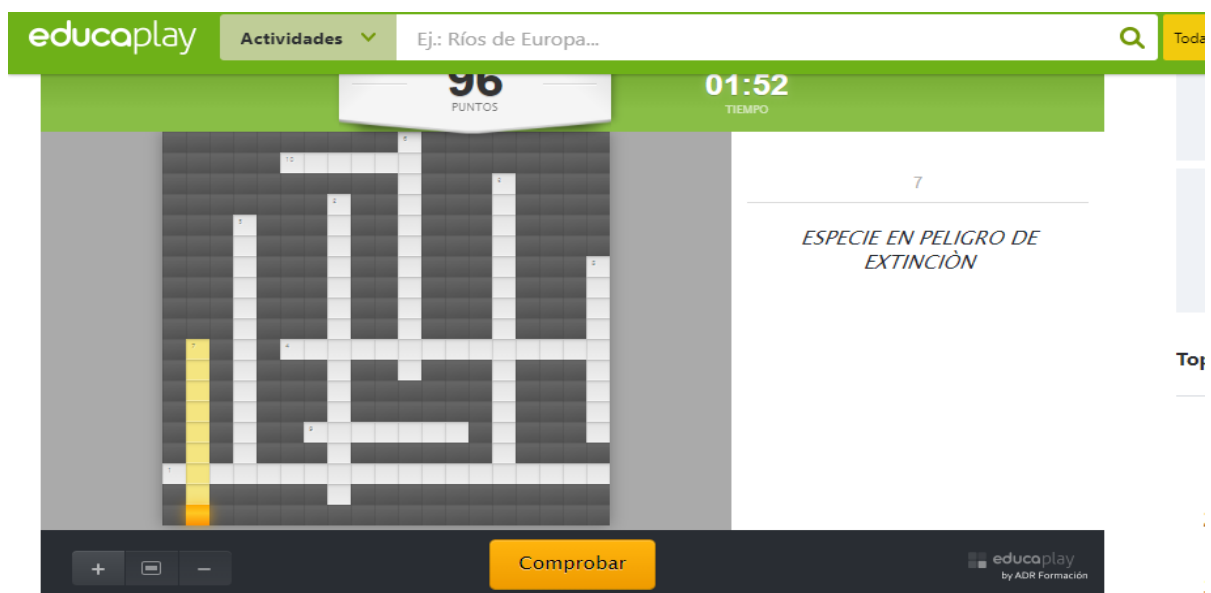 educaplay
Actividades
Ej.: Ríos de Europa...
Toda
96
PUNTOS
01:52
TIEMPO
7
ESPECIE EN PELIGRO DE
EXTINCIÒN
Top
Comprobar
educaplay
by ADR Formación